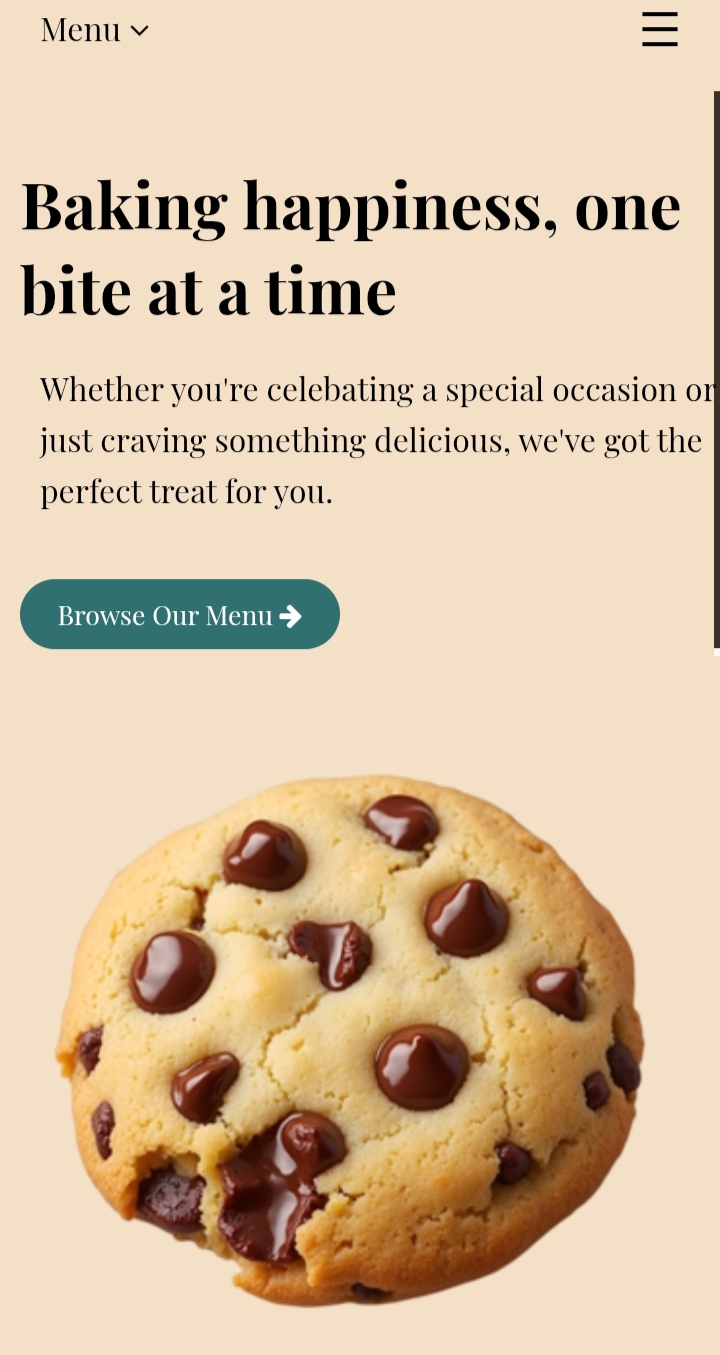 Menu
Baking happiness, one
bite at a time
Whether you're celebating a special occasion or
just craving something delicious, we've got the
perfect treat for you.
Browse Our Menu